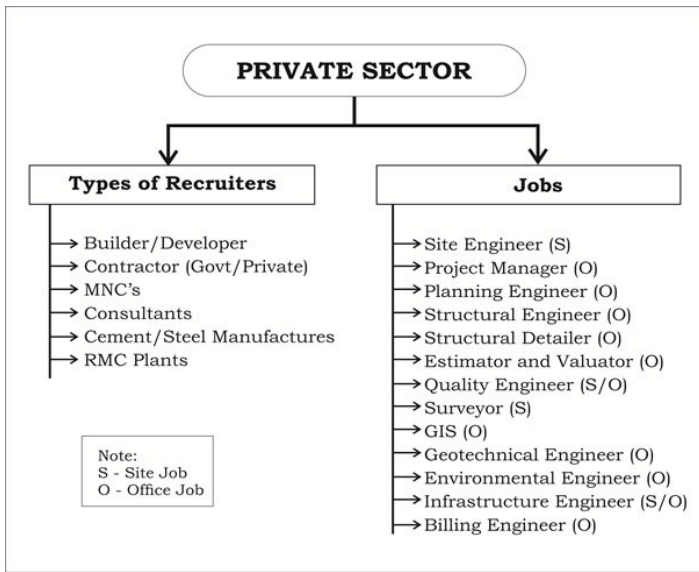 PRIVATE SECTOR
Types of Recruiters
Builder/Developer
Contractor (Govt/Private)
MNC's
Consultants
Cement/Steel Manufactures
RMC Plants
Note:
S - Site Job
O - Office Job
Jobs
Site Engineer (S)
Project Manager (O)
Planning Engineer (O)
Structural Engineer (O)
Structural Detailer (O)
Estimator and Valuator (O)
Quality Engineer (S/O)
Surveyor (S)
GIS (O)
Geotechnical Engineer (O)
Environmental Engineer (O)
Infrastructure Engineer (S/O)
Billing Engineer (O)